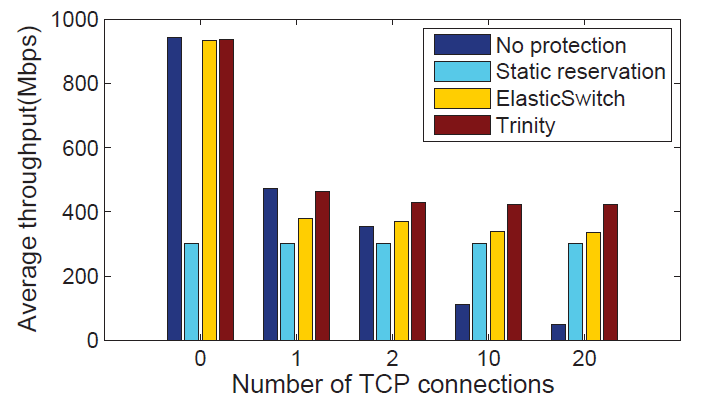 1000
800
600
400
200
0
Average throughput(Mbps)
No protection
Static reservation
ElasticSwitch
Trinity
0 1 2 10 20
Number of TCP connections